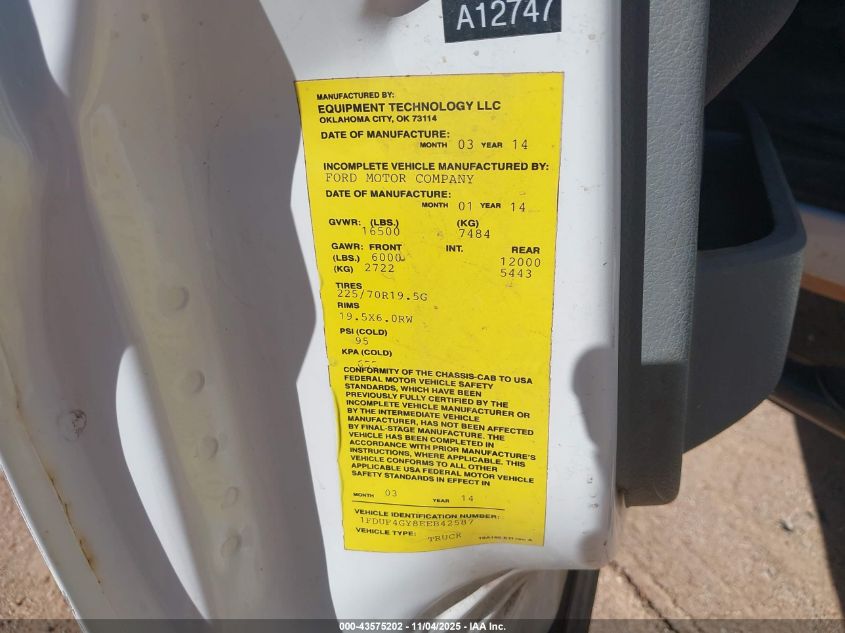 A12747
MANUFACTURED BY:
EQUIPMENT TECHNOLOGY LLC
OKLAHOMA CITY, OK 73114
DATE OF MANUFACTURE:
MONTH 03 YEAR 14
INCOMPLETE VEHICLE MANUFACTURED BY:
FORD MOTOR COMPANY
DATE OF MANUFACTURE:
MONTH 01 YEAR 14
GVWR: (LBS.) (KG)
16500 7484
GAWR: FRONT INT. REAR
(LBS.) 6000 12000
(KG) 2722 5443
TIRES
225/70R19.5G
RIMS
19.5X6.0RW
PSI (COLD)
95
KPA (COLD)
CONFORMITY OF THE CHASSIS-CAB TO USA
FEDERAL MOTOR VEHICLE SAFETY
STANDARDS, WHICH HAVE BEEN
PREVIOUSLY FULLY CERTIFIED BY THE
INCOMPLETE VEHICLE MANUFACTURER OR
BY THE INTERMEDIATE VEHICLE
MANUFACTURER, HAS NOT BEEN AFFECTED
BY FINAL-STAGE MANUFACTURE. THE
VEHICLE HAS BEEN COMPLETED IN
ACCORDANCE WITH PRIOR MANUFACTURE'S
INSTRUCTIONS, WHERE APPLICABLE. THIS
VEHICLE CONFORMS TO ALL OTHER
APPLICABLE USA FEDERAL MOTOR VEHICLE
SAFETY STANDARDS IN EFFECT IN
MONTH 03 YEAR 14
VEHICLE IDENTIFICATION NUMBER:
1FDUF4GY8EEB42587
VEHICLE TYPE: TRUCK
000-43575202 - 11/04/2025 - IAA Inc.